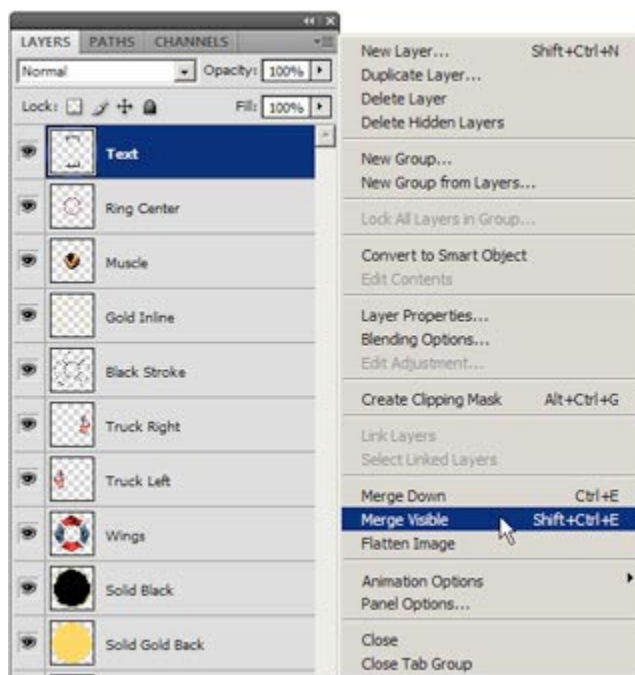 LAYERS PATHS CHANNELS
Normal Opacity: 100%
Lock: Fill: 100%
Text
Ring Center
Muscle
Gold Inline
Black Stroke
Truck Right
Truck Left
Wings
Solid Black
Solid Gold Back
New Layer... Shift+Ctrl+N
Duplicate Layer...
Delete Layer
Delete Hidden Layers
New Group...
New Group from Layers...
Lock All Layers in Group...
Convert to Smart Object
Edit Contents
Layer Properties...
Blending Options...
Edit Adjustment...
Create Clipping Mask Alt+Ctrl+G
Link Layers
Select Linked Layers
Merge Down Ctrl+E
Merge Visible Shift+Ctrl+E
Flatten Image
Animation Options
Panel Options...
Close
Close Tab Group